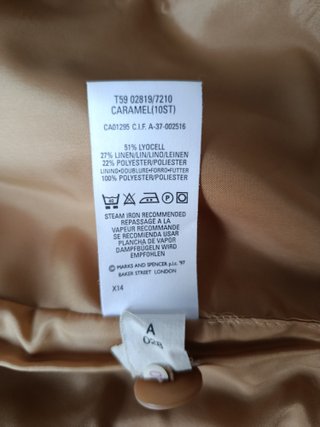 T59 02819/7210
CARAMEL(10ST)
CA01295 C.I.F. A-37-002516
51% LYOCELL
27% LINEN/LIN/LINO/LEINEN
22% POLYESTER/POLIESTER
LINING•DOUBLURE•FORRO•FUTTER
100% POLYESTER/POLIESTER
STEAM IRON RECOMMENDED
REPASSAGE A LA
VAPEUR RECOMMANDE
SE RECOMIENDA USAR
PLANCHA DE VAPOR
DAMPFBÜGELN WIRD
EMPFOHLEN
© MARKS AND SPENCER p.l.c. '97
BAKER STREET LONDON
X14
A